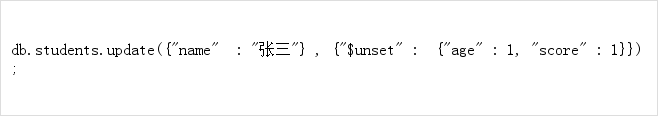 db.students.update({"name"  : "张三"} , {"$unset" :  {"age" : 1, "score" : 1}})
;